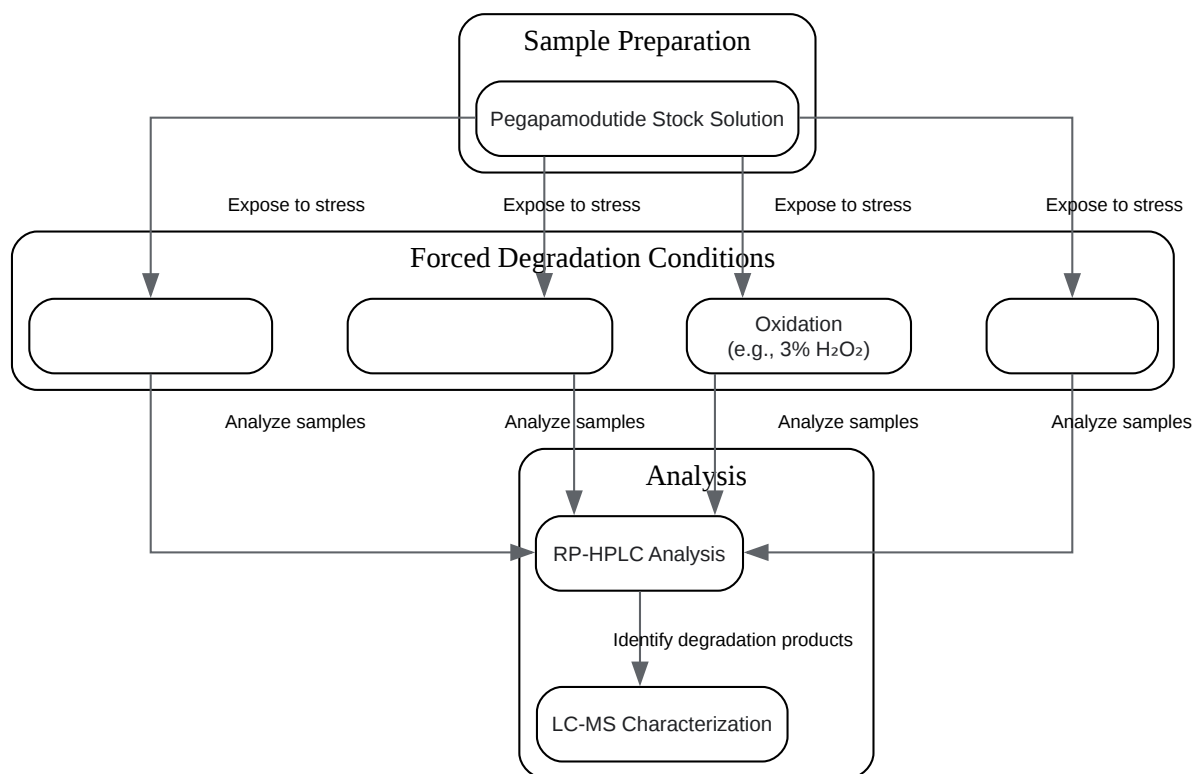 Sample Preparation
Pegapamodutide Stock Solution
Expose to stress
Expose to stress
Expose to stress
Expose to stress
Forced Degradation Conditions
Oxidation
(e.g., 3% H₂O₂)
Analyze samples
Analyze samples
Analyze samples
Analyze samples
Analysis
RP-HPLC Analysis
Identify degradation products
LC-MS Characterization